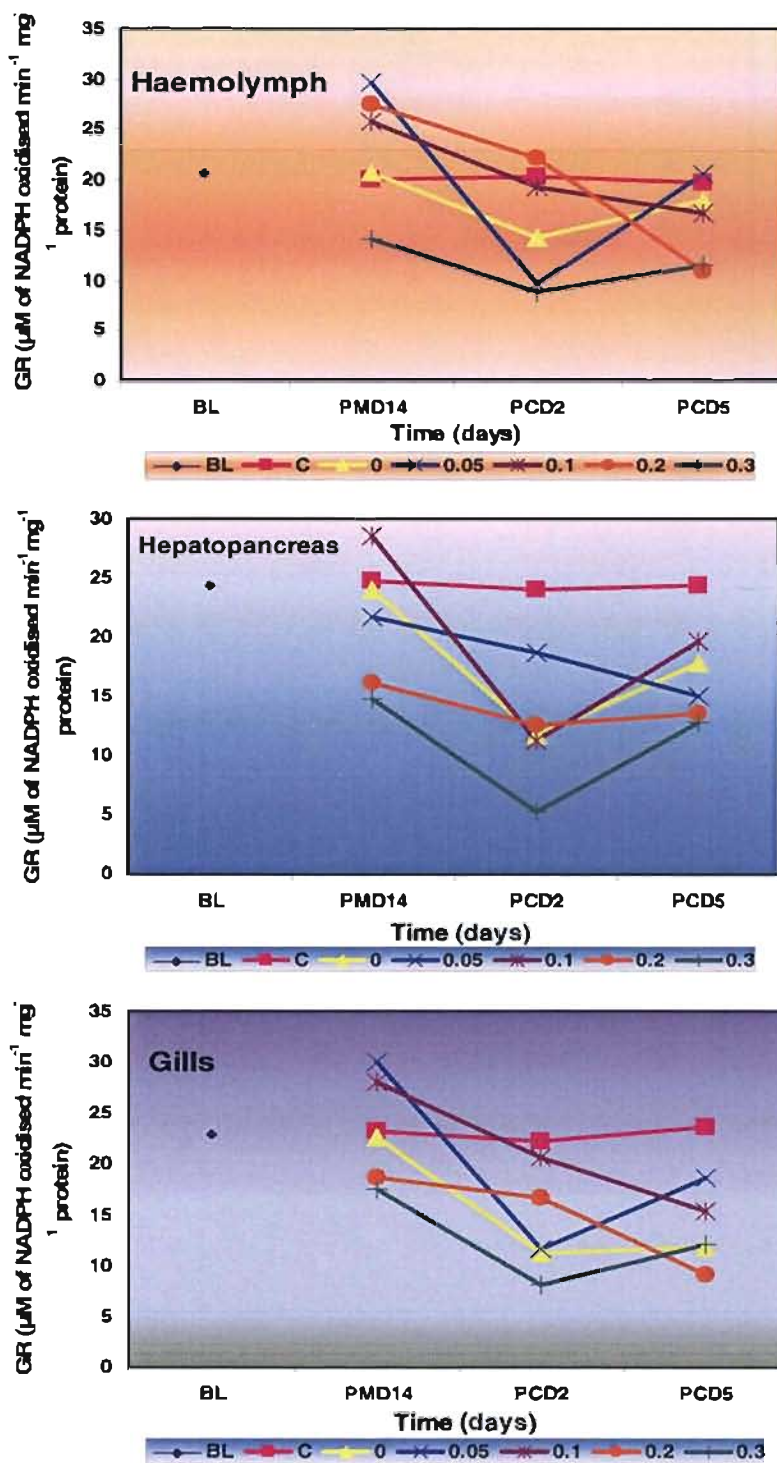 GR (µM of NADPH oxidised min⁻¹ mg⁻
¹ protein)
35
30
25
20
15
10
5
0
Haemolymph
BL PMD14 PCD2 PCD5
Time (days)
BL C 0 0.05 0.1 0.2 0.3
GR (µM of NADPH oxidised min⁻¹mg⁻¹
protein)
30
25
20
15
10
5
0
Hepatopancreas
BL PMD14 PCD2 PCD5
Time (days)
BL C 0 0.05 0.1 0.2 0.3
GR (µM of NADPH oxidised min⁻¹ mg⁻
¹ protein)
35
30
25
20
15
10
5
0
Gills
BL PMD14 PCD2 PCD5
Time (days)
BL C 0 0.05 0.1 0.2 0.3